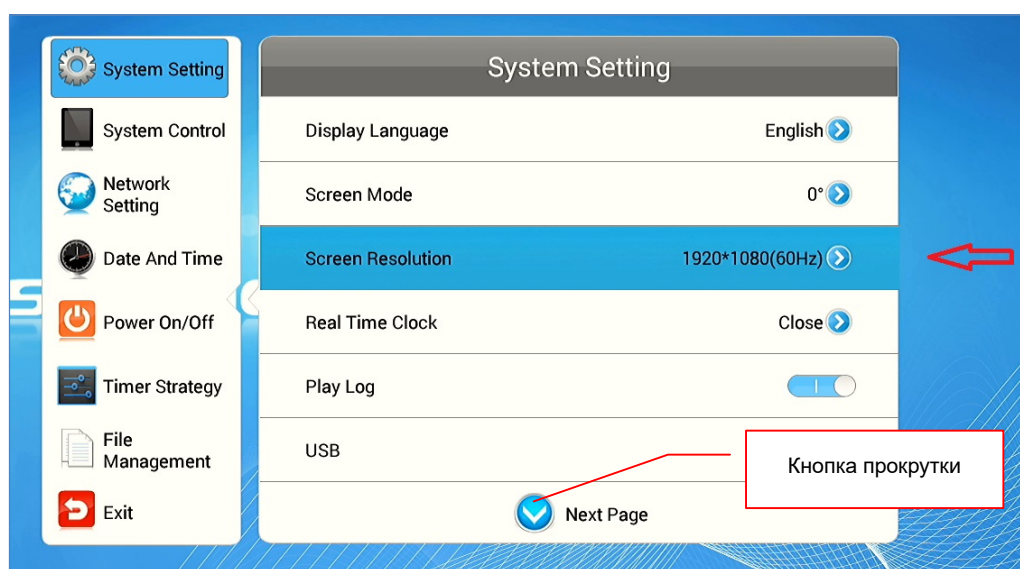 System Setting
System Control
Network
Setting
Date And Time
Power On/Off
Timer Strategy
File
Management
Exit
System Setting
Display Language English
Screen Mode 0°
Screen Resolution 1920*1080(60Hz)
Real Time Clock Close
Play Log
USB
Next Page
Кнопка прокрутки